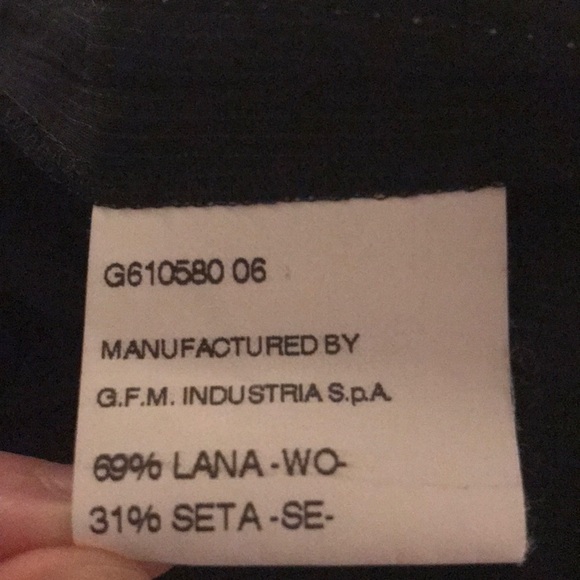 G610580 06
MANUFACTURED BY
G.F.M. INDUSTRIA S.p.A.
69% LANA -WO-
31% SETA -SE-